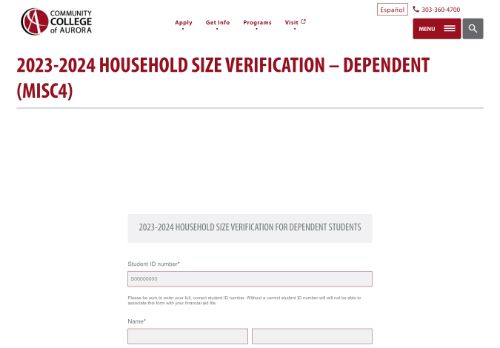 Español
303-360-4700
COMMUNITY
COLLEGE
of AURORA
Apply
Get Info
Programs
Visit
MENU
2023-2024 HOUSEHOLD SIZE VERIFICATION – DEPENDENT
(MISC4)
2023-2024 HOUSEHOLD SIZE VERIFICATION FOR DEPENDENT STUDENTS
Student ID number*
S00000000
Please be sure to enter your full, correct student ID number. Without a correct student ID number will not be able to
associate this form with your financial aid file.
Name*